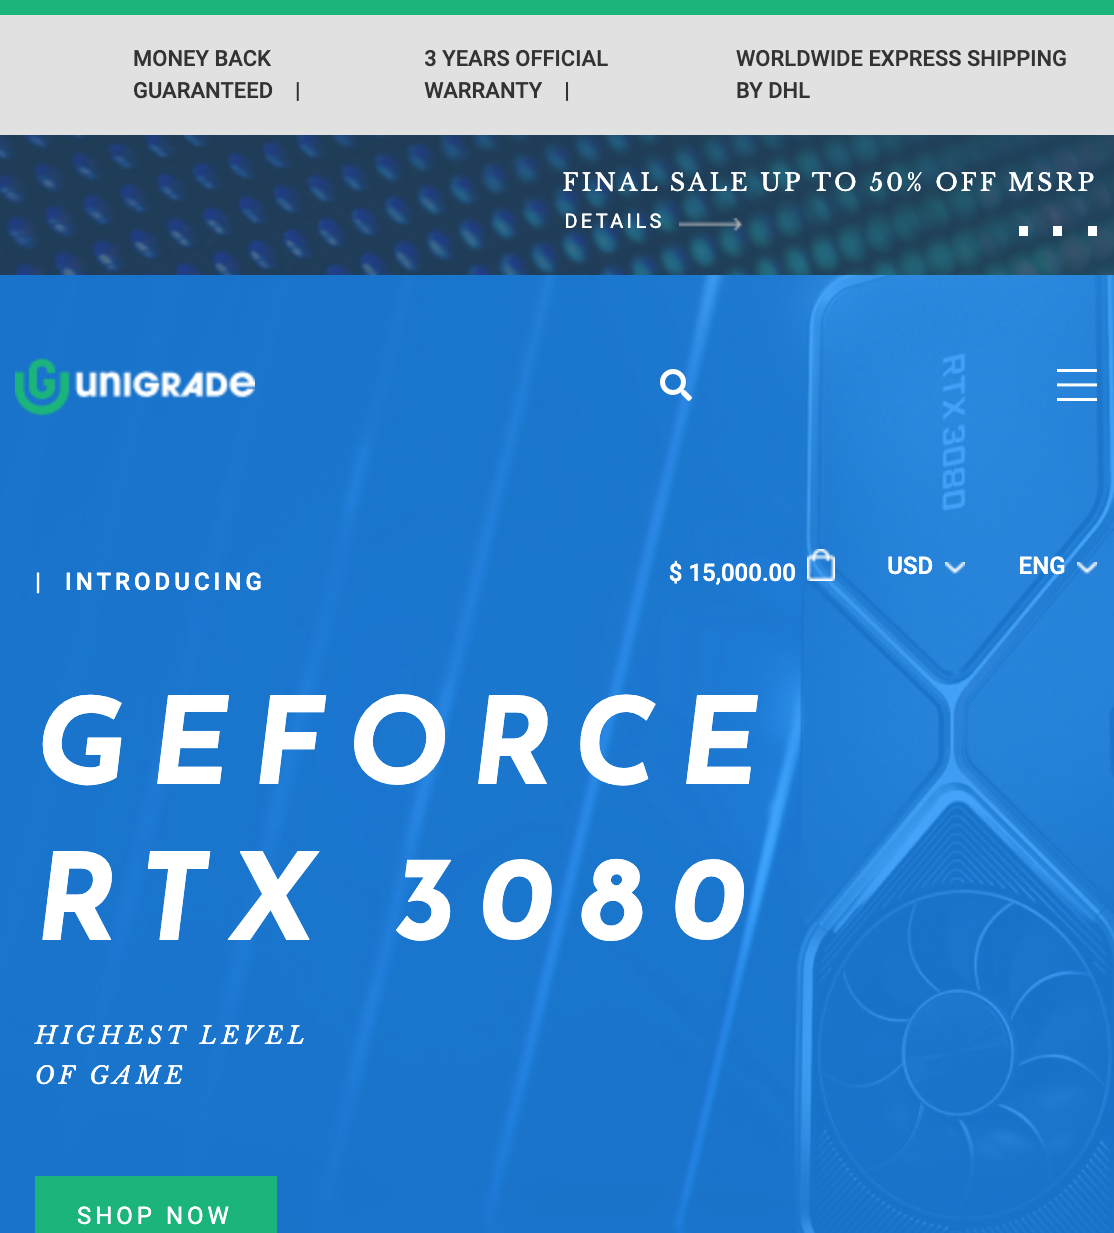 MONEY BACK
GUARANTEED |
3 YEARS OFFICIAL
WARRANTY |
WORLDWIDE EXPRESS SHIPPING
BY DHL
FINAL SALE UP TO 50% OFF MSRP
DETAILS
UNIGRADE
RTX 3080
$ 15,000.00
USD
ENG
| INTRODUCING
GEFORCE
RTX 3080
HIGHEST LEVEL
OF GAME
SHOP NOW